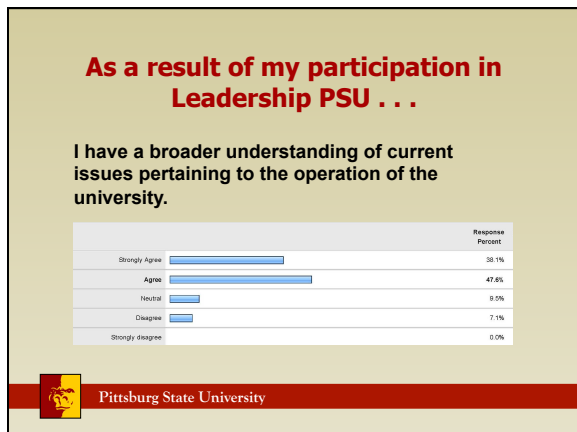 As a result of my participation in
Leadership PSU . . .
I have a broader understanding of current
issues pertaining to the operation of the
university.
Response
Percent
Strongly Agree 38.1%
Agree 47.6%
Neutral 9.5%
Disagree 7.1%
Strongly disagree 0.0%
Pittsburg State University